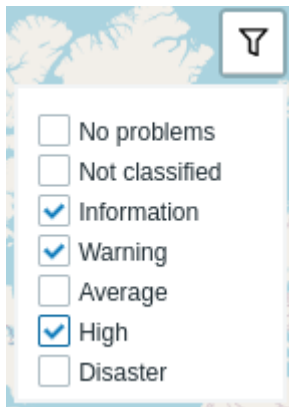 No problems
Not classified
Information
Warning
Average
High
Disaster